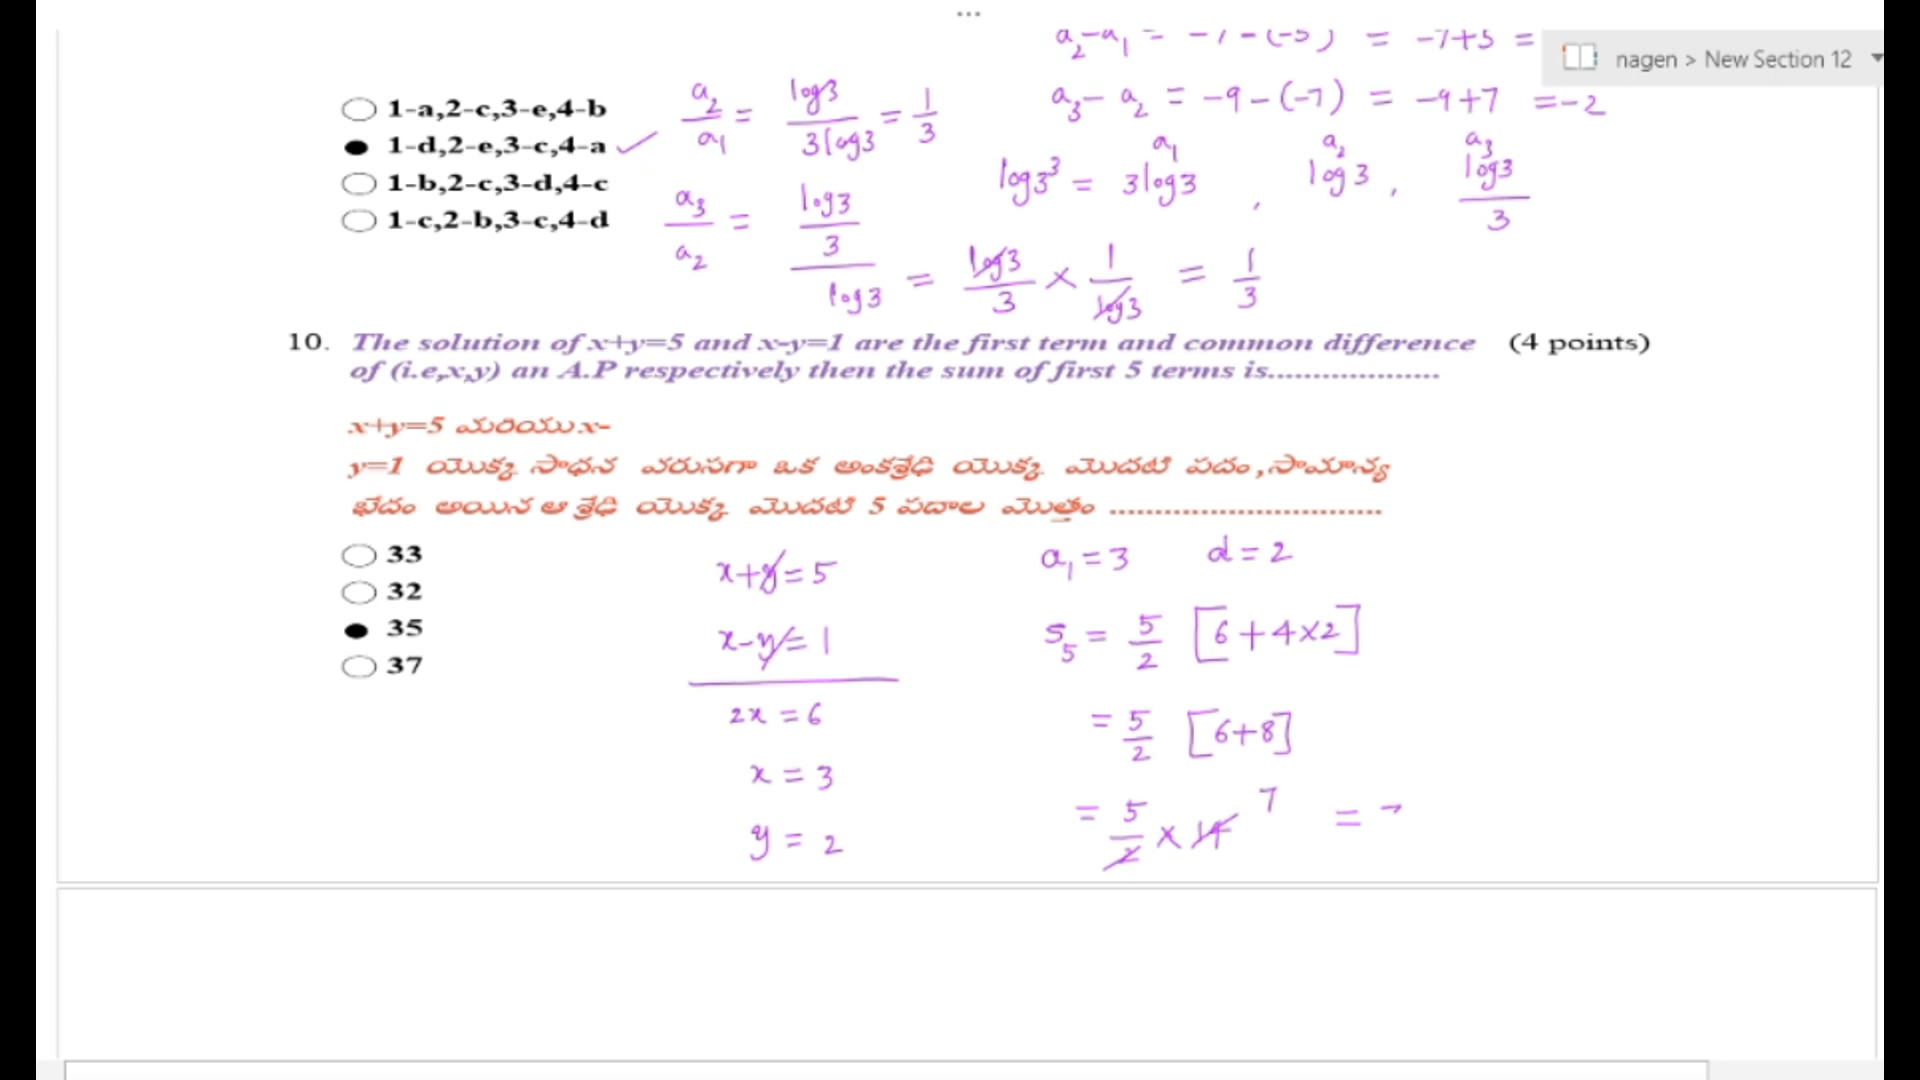 ...
a₂-a₁ = -7-(-5) = -7+5 =
nagen > New Section 12
a₃- a₂ = -9-(-7) = -9+7 =-2
1-a,2-c,3-e,4-b
1-d,2-e,3-c,4-a
1-b,2-c,3-d,4-c
1-c,2-b,3-c,4-d
a₂/a₁ = log3/3log3 = 1/3
log3³ = 3log3 , log3 , log3/3
a₁ a₂ a₃
a₃/a₂ = log3/3/log3 = log3/3 × 1/log3 = 1/3
10. The solution of x+y=5 and x-y=1 are the first term and common difference (4 points)
of (i.e,x,y) an A.P respectively then the sum of first 5 terms is...................
x+y=5 మరియు x-
y=1 యొక్క సాధన వరుసగా ఒక అంకశ్రేఢి యొక్క మొదటి పదం ,సామాన్య
భేదం అయిన ఆ శ్రేఢి యొక్క మొదటి 5 పదాల మొత్తం ..............................
33
32
35
37
x+y=5
x-y=1
2x =6
x = 3
y = 2
a₁=3 d=2
S₅ = 5/2 [6+4×2]
= 5/2 [6+8]
= 5/2 × 14 7 =